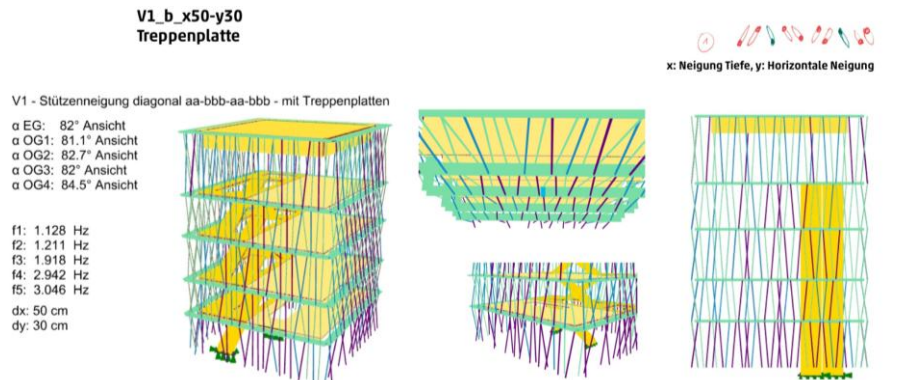 V1_b_x50-y30
Treppenplatte
x: Neigung Tiefe, y: Horizontale Neigung
V1 - Stützenneigung diagonal aa-bbb-aa-bbb - mit Treppenplatten
α EG: 82° Ansicht
α OG1: 81.1° Ansicht
α OG2: 82.7° Ansicht
α OG3: 82° Ansicht
α OG4: 84.5° Ansicht
f1: 1.128 Hz
f2: 1.211 Hz
f3: 1.918 Hz
f4: 2.942 Hz
f5: 3.046 Hz
dx: 50 cm
dy: 30 cm